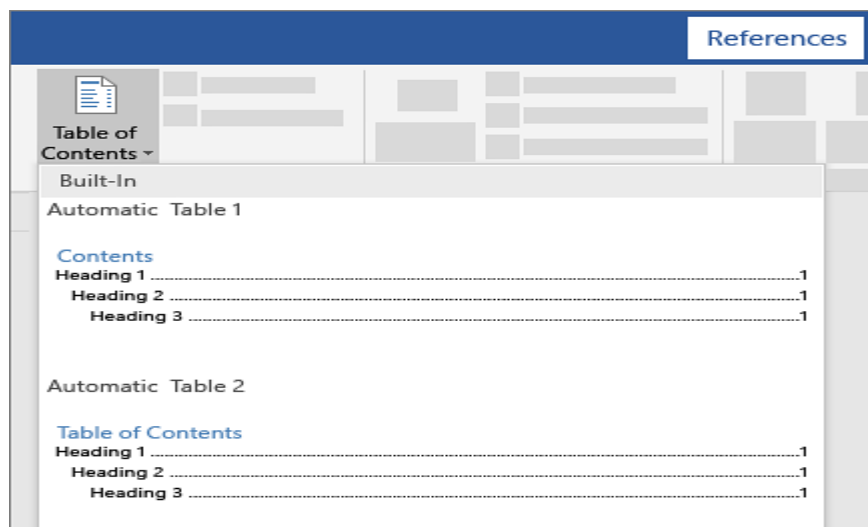 References
Table of
Contents
Built-In
Automatic Table 1
Contents
Heading 1 ........ 1
Heading 2 ........ 1
Heading 3 ........ 1
Automatic Table 2
Table of Contents
Heading 1 ........ 1
Heading 2 ........ 1
Heading 3 ........ 1